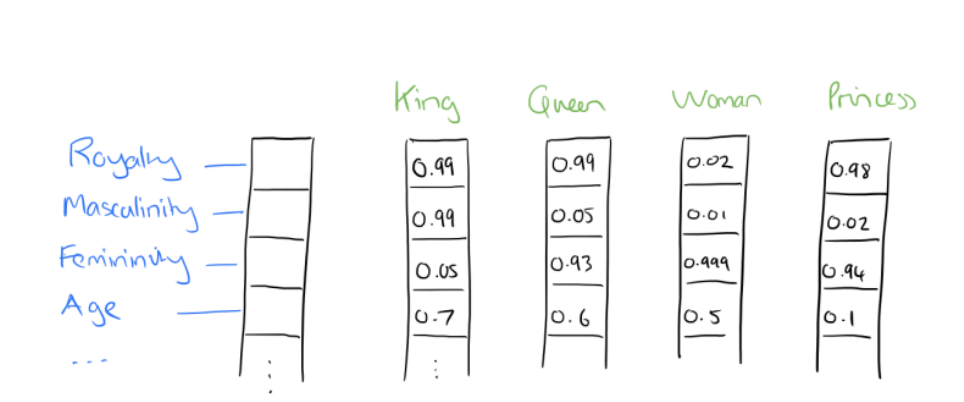 King Queen Woman Princess
Royalty 0.99 0.99 0.02 0.98
Masculinity 0.99 0.05 0.01 0.02
Femininity 0.05 0.93 0.999 0.94
Age 0.7 0.6 0.5 0.1
...